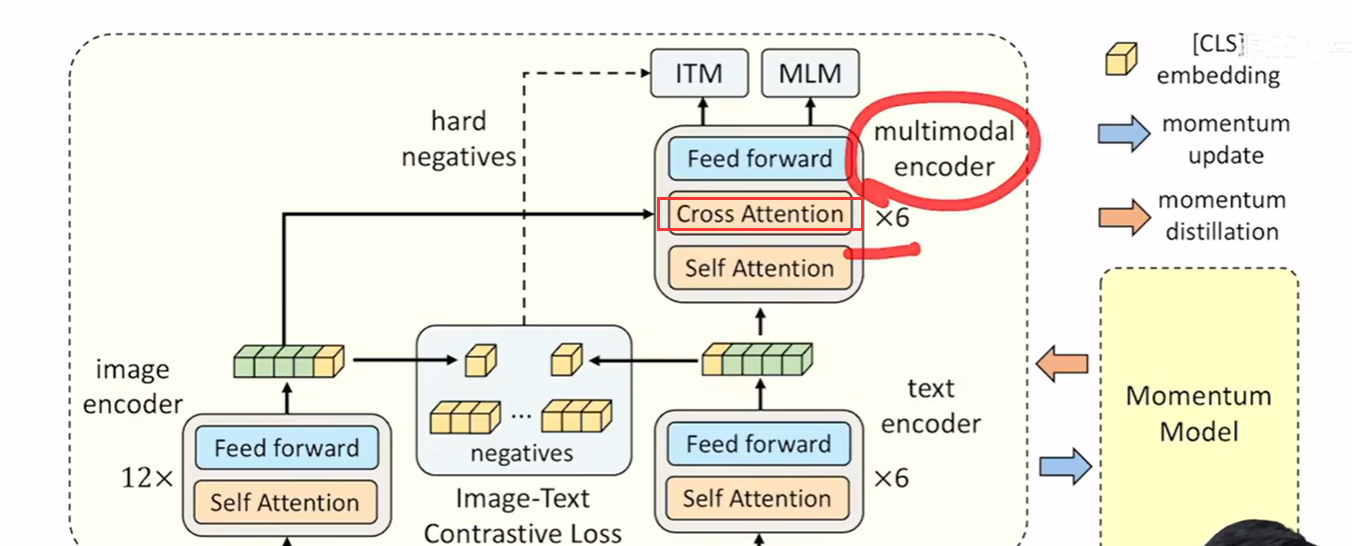 ITM
MLM
hard
negatives
multimodal
encoder
Feed forward
Cross Attention
Self Attention
×6
image
encoder
Feed forward
Self Attention
12×
...
negatives
Image-Text
Contrastive Loss
text
encoder
Feed forward
Self Attention
×6
[CLS]
embedding
momentum
update
momentum
distillation
Momentum
Model